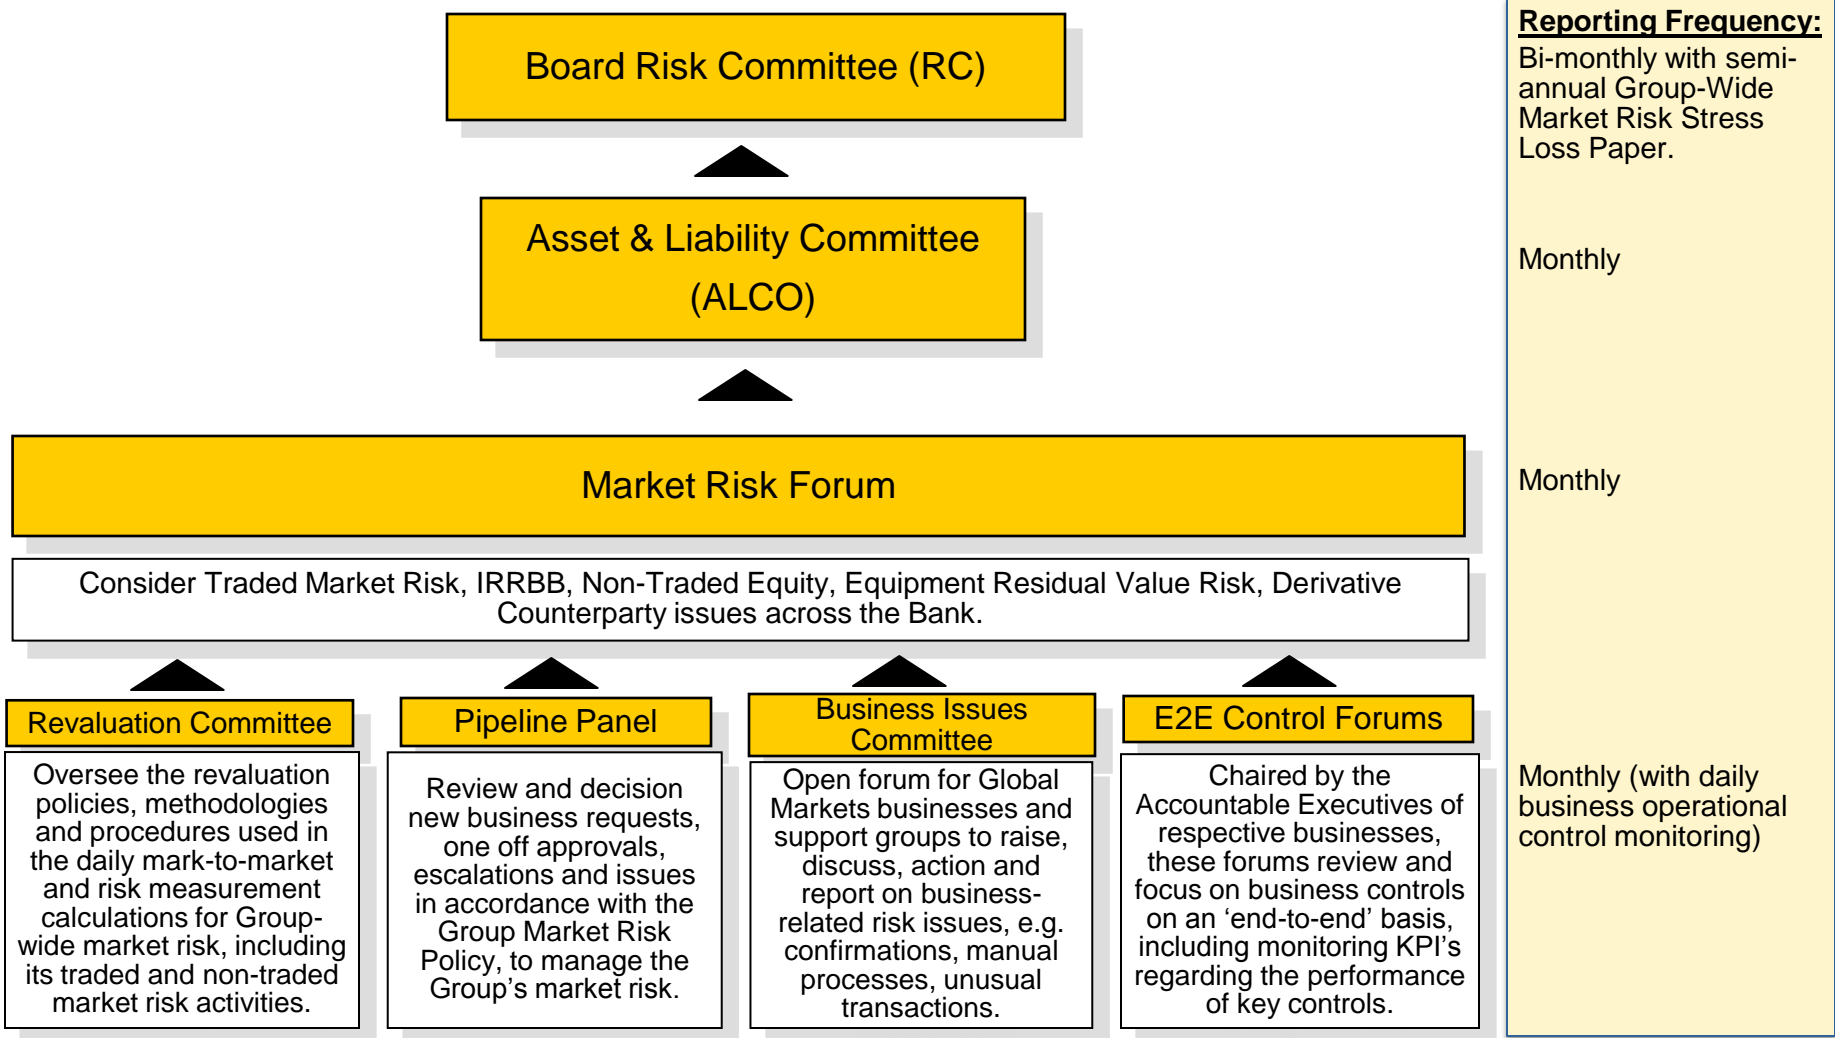 Board Risk Committee (RC)
Asset & Liability Committee
(ALCO)
Market Risk Forum
Consider Traded Market Risk, IRRBB, Non-Traded Equity, Equipment Residual Value Risk, Derivative
Counterparty issues across the Bank.
Revaluation Committee
Oversee the revaluation
policies, methodologies
and procedures used in
the daily mark-to-market
and risk measurement
calculations for Group-
wide market risk, including
its traded and non-traded
market risk activities.
Pipeline Panel
Review and decision
new business requests,
one off approvals,
escalations and issues
in accordance with the
Group Market Risk
Policy, to manage the
Group's market risk.
Business Issues
Committee
Open forum for Global
Markets businesses and
support groups to raise,
discuss, action and
report on business-
related risk issues, e.g.
confirmations, manual
processes, unusual
transactions.
E2E Control Forums
Chaired by the
Accountable Executives of
respective businesses,
these forums review and
focus on business controls
on an ‘end-to-end’ basis,
including monitoring KPI’s
regarding the performance
of key controls.
Reporting Frequency:
Bi-monthly with semi-
annual Group-Wide
Market Risk Stress
Loss Paper.
Monthly
Monthly
Monthly (with daily
business operational
control monitoring)